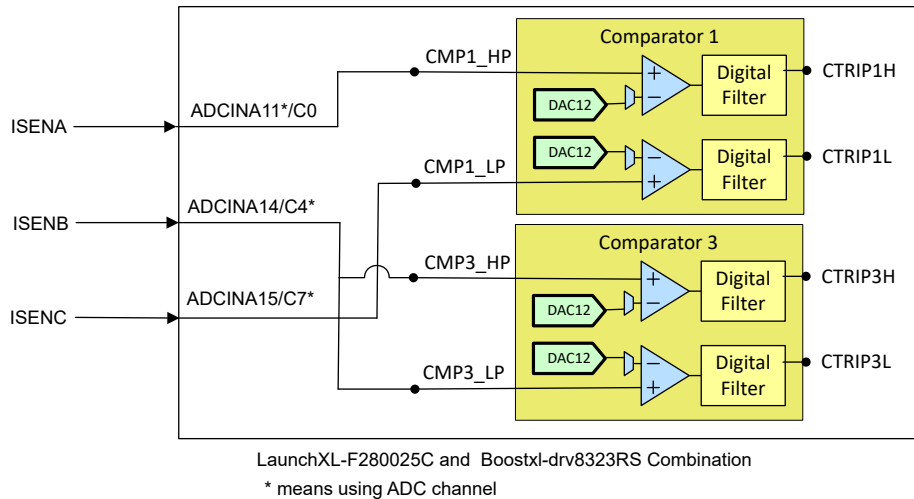 Comparator 1
CMP1_HP
DAC12
Digital
Filter
CTRIP1H
ISENA
ADCINA11*/C0
DAC12
CMP1_LP
Digital
Filter
CTRIP1L
ISENB
ADCINA14/C4*
Comparator 3
CMP3_HP
DAC12
Digital
Filter
CTRIP3H
ISENC
ADCINA15/C7*
DAC12
CMP3_LP
Digital
Filter
CTRIP3L
LaunchXL-F280025C and Boostxl-drv8323RS Combination
* means using ADC channel